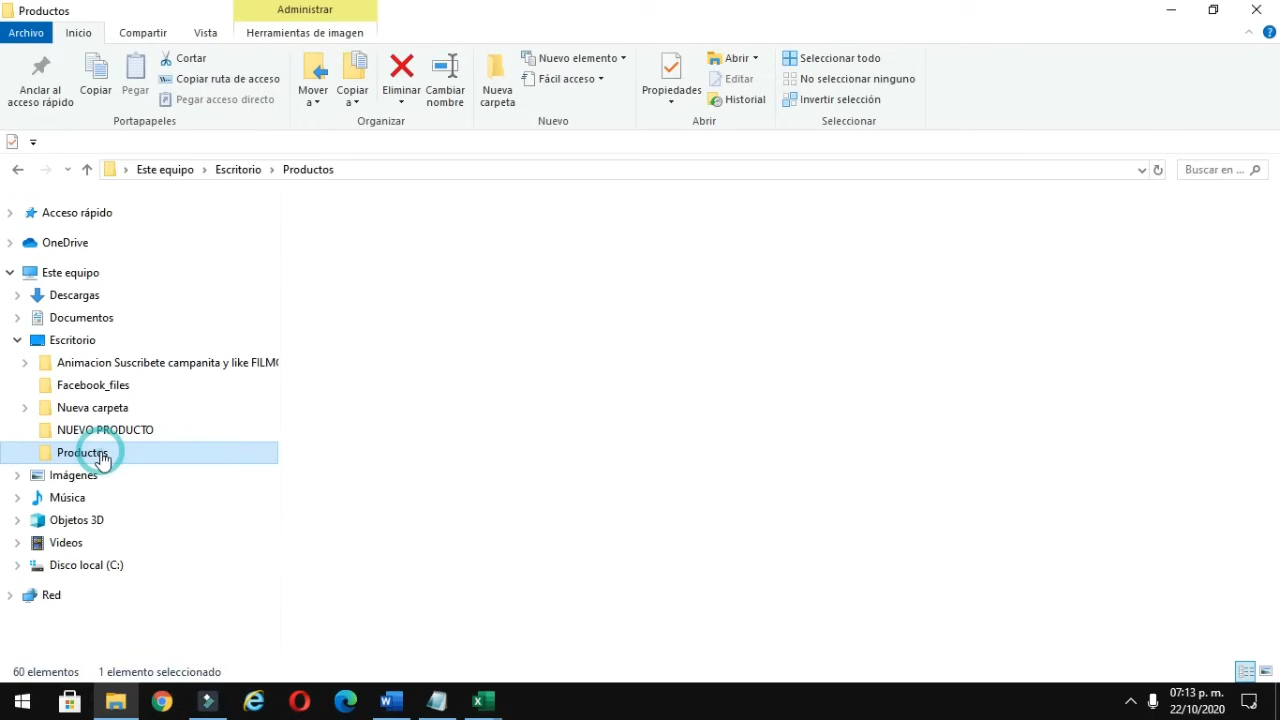 Productos
Administrar
Archivo
Inicio
Compartir
Vista
Herramientas de imagen
Anclar al acceso rápido
Copiar
Pegar
Cortar
Copiar ruta de acceso
Pegar acceso directo
Portapapeles
Mover a
Copiar a
Eliminar
Cambiar nombre
Organizar
Nueva carpeta
Nuevo elemento
Fácil acceso
Nuevo
Propiedades
Abrir
Editar
Historial
Abrir
Seleccionar todo
No seleccionar ninguno
Invertir selección
Seleccionar
Este equipo > Escritorio > Productos
Buscar en ...
Acceso rápido
OneDrive
Este equipo
Descargas
Documentos
Escritorio
Animacion Suscribete campanita y like FILMO
Facebook_files
Nueva carpeta
NUEVO PRODUCTO
Productos
Imágenes
Música
Objetos 3D
Videos
Disco local (C:)
Red
60 elementos
1 elemento seleccionado
07:13 p. m.
22/10/2020